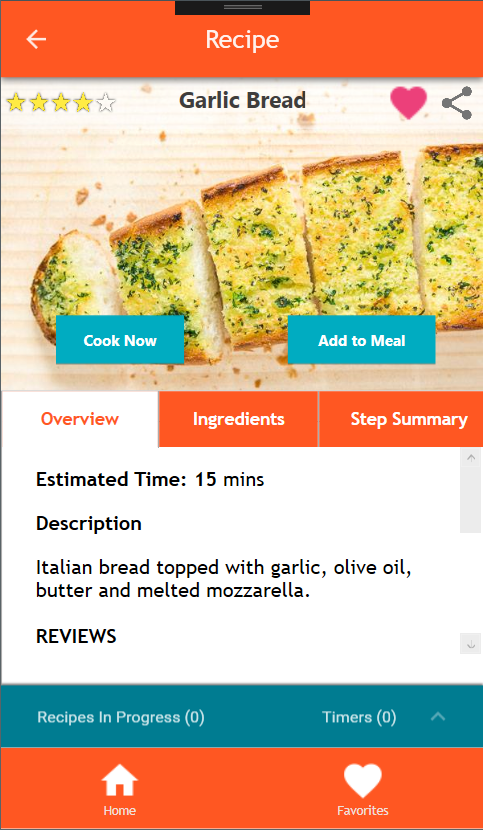 Recipe
Garlic Bread
Cook Now
Add to Meal
Overview
Ingredients
Step Summary
Estimated Time: 15 mins
Description
Italian bread topped with garlic, olive oil,
butter and melted mozzarella.
REVIEWS
Recipes In Progress (0)
Timers (0)
Home
Favorites